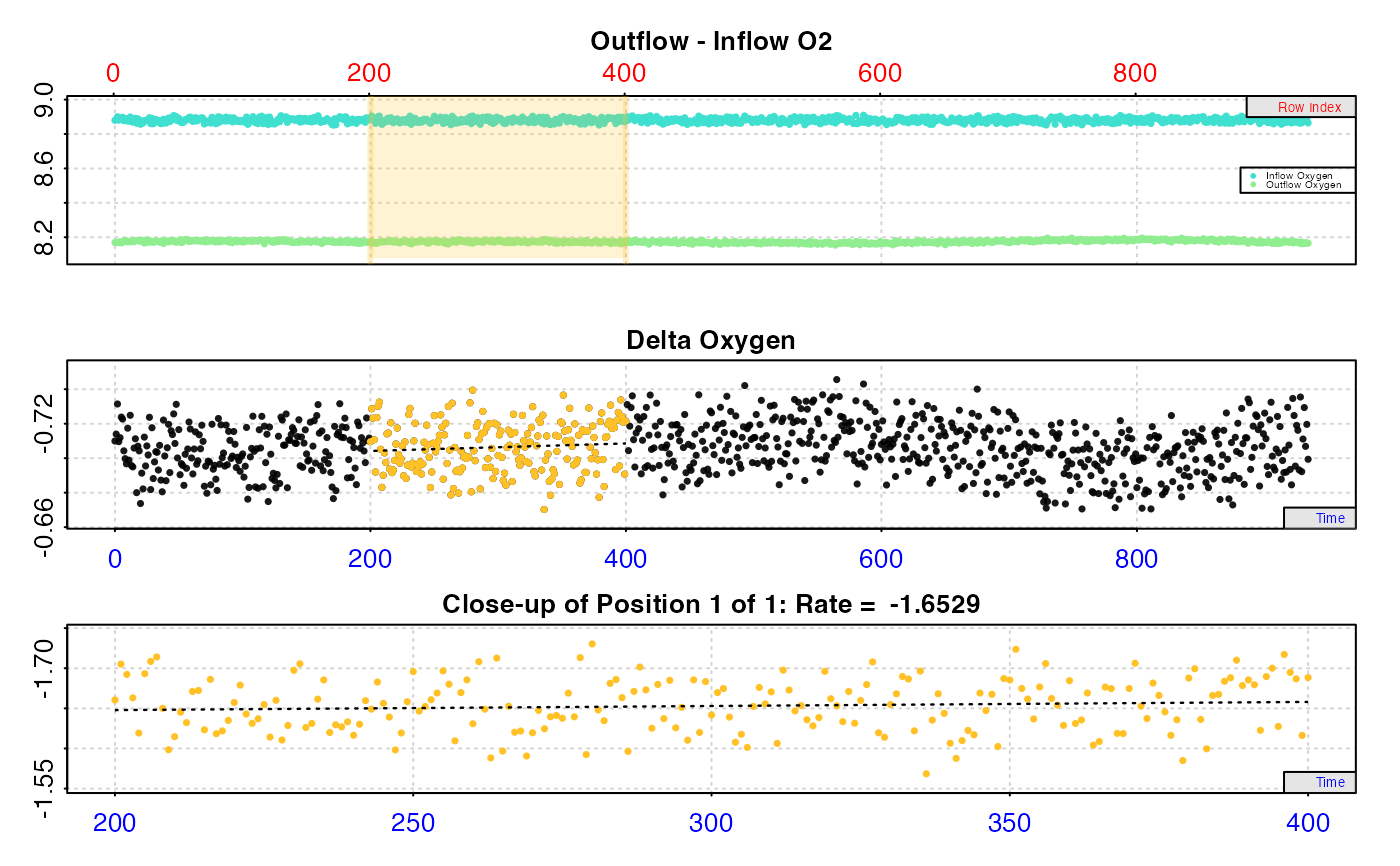 Outflow - Inflow O2
0 200 400 600 800
9.0
8.6
8.2
Row Index
Inflow Oxygen
Outflow Oxygen
Delta Oxygen
-0.72
-0.66
Time
0 200 400 600 800
Close-up of Position 1 of 1: Rate = -1.6529
-1.70
-1.55
Time
200 250 300 350 400